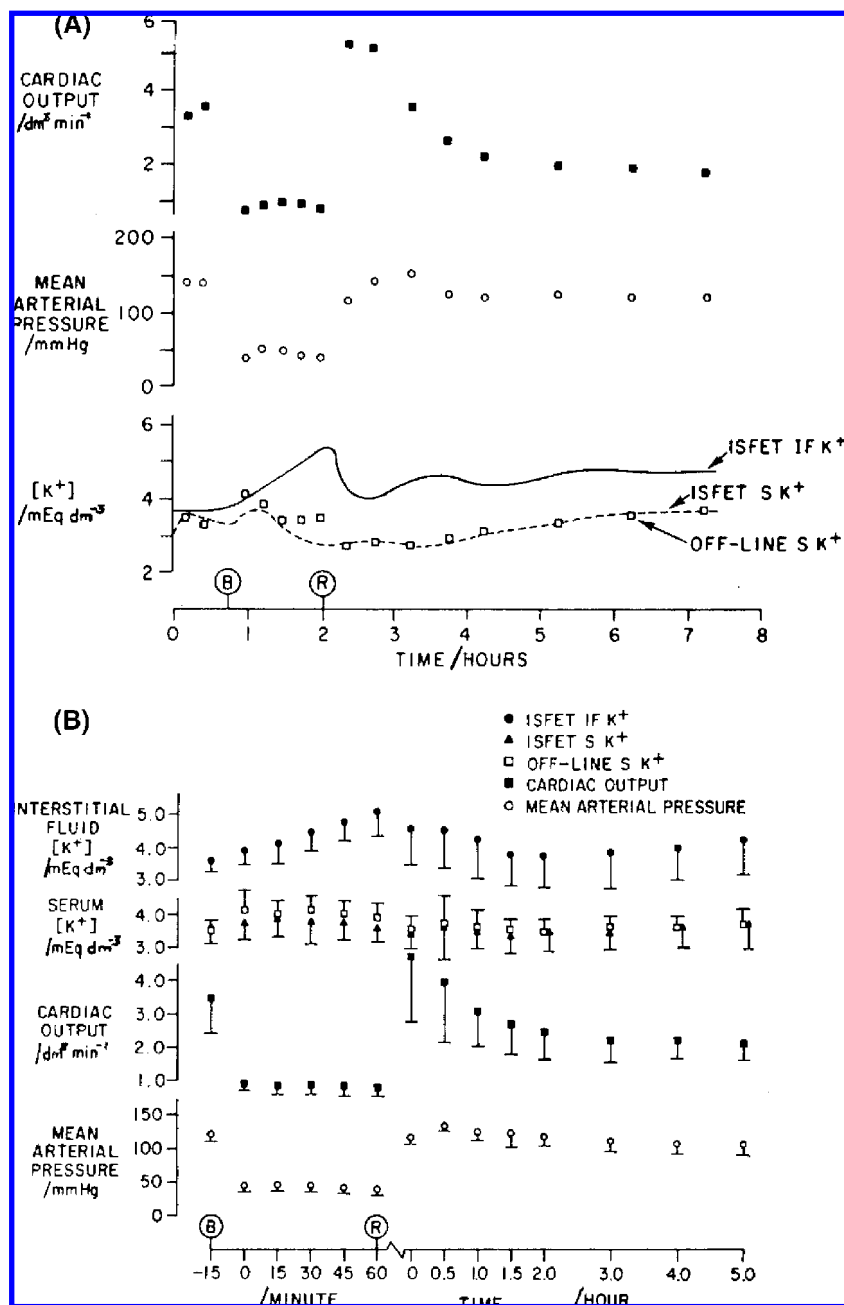 (A)
6
CARDIAC
OUTPUT
/dm³ min⁻¹
4
2
200
MEAN
ARTERIAL
PRESSURE
/mmHg
100
0
6
[K⁺]
/mEq dm⁻³
4
2
ISFET IF K⁺
ISFET S K⁺
OFF-LINE S K⁺
B
R
0 1 2 3 4 5 6 7 8
TIME/HOURS
(B)
ISFET IF K⁺
ISFET S K⁺
OFF-LINE S K⁺
CARDIAC OUTPUT
MEAN ARTERIAL PRESSURE
INTERSTITIAL
FLUID
[K⁺]
/mEq dm⁻³
5.0
4.0
3.0
SERUM
[K⁺]
/mEq dm⁻³
4.0
3.0
CARDIAC
OUTPUT
/dm³ min⁻¹
4.0
3.0
2.0
1.0
MEAN
ARTERIAL
PRESSURE
/mmHg
150
100
50
0
B
R
-15 0 15 30 45 60 0 0.5 1.0 1.5 2.0 3.0 4.0 5.0
/MINUTE TIME /HOUR